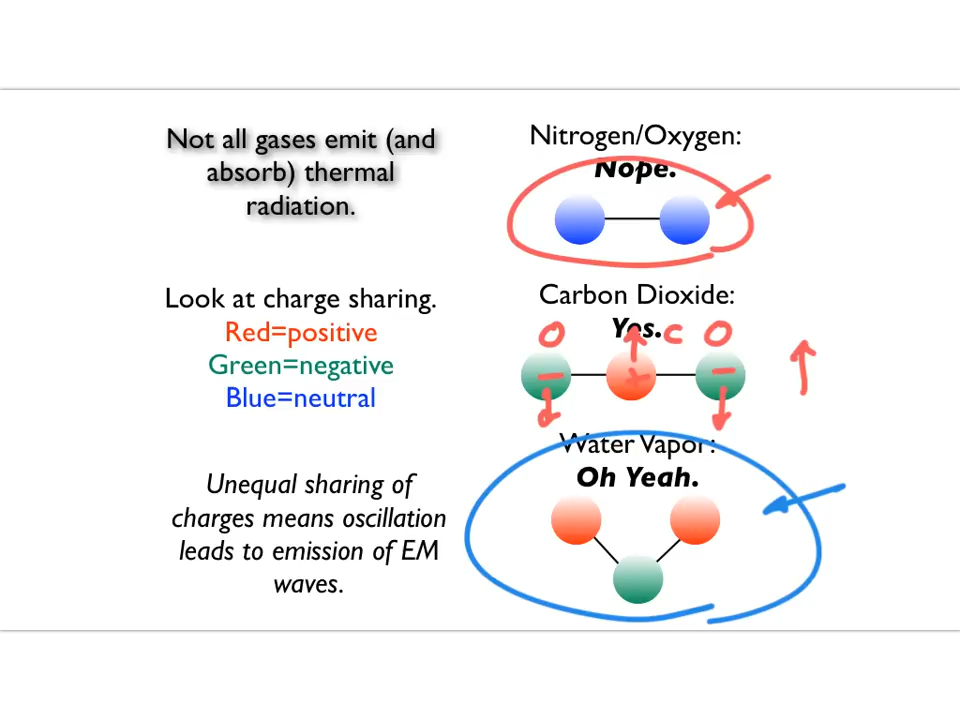 Not all gases emit (and
absorb) thermal
radiation.
Nitrogen/Oxygen:
Nope.
Look at charge sharing.
Red=positive
Green=negative
Blue=neutral
Carbon Dioxide:
Yes.
O C O
− + −
Unequal sharing of
charges means oscillation
leads to emission of EM
waves.
Water Vapor:
Oh Yeah.